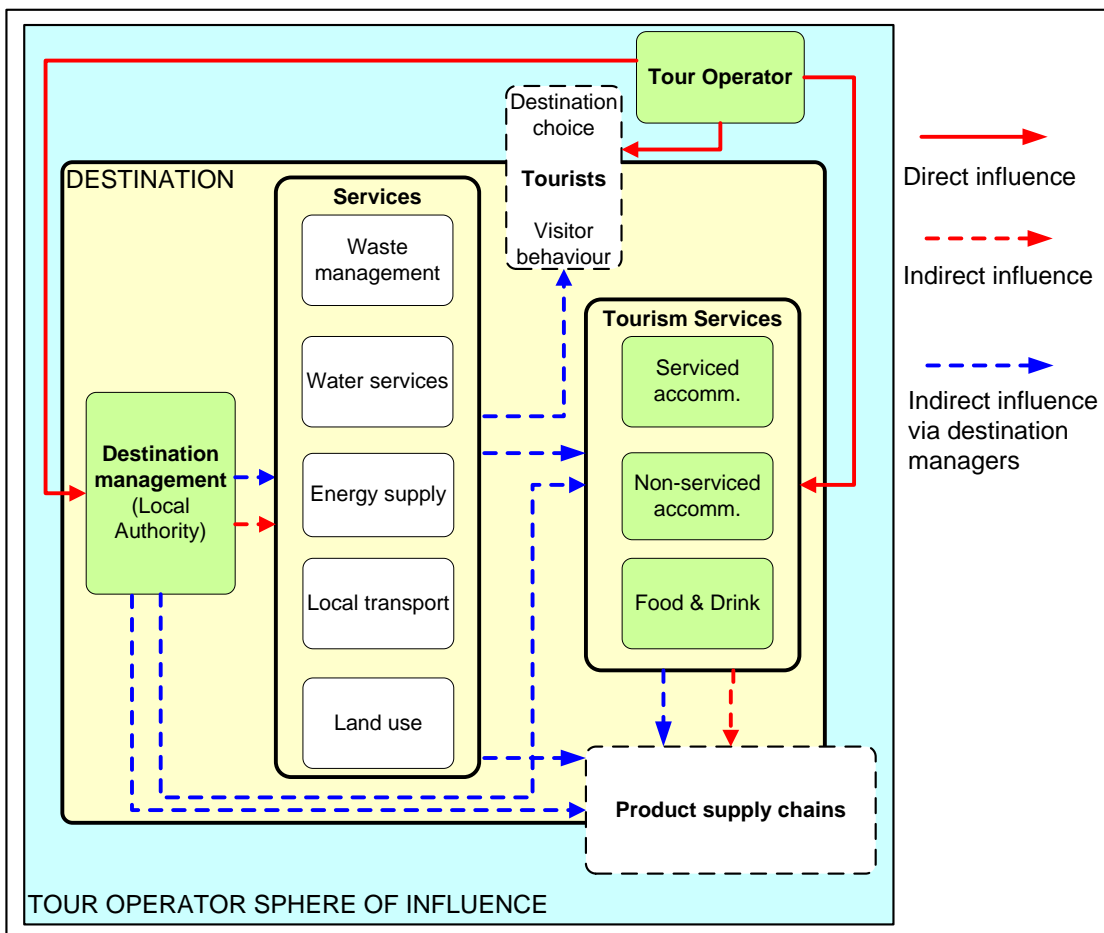 Tour Operator
Destination
choice
Tourists
Visitor
behaviour
DESTINATION
Services
Waste
management
Water services
Energy supply
Local transport
Land use
Destination
management
(Local
Authority)
Tourism Services
Serviced
accomm.
Non-serviced
accomm.
Food & Drink
Product supply chains
TOUR OPERATOR SPHERE OF INFLUENCE
Direct influence
Indirect influence
Indirect influence
via destination
managers